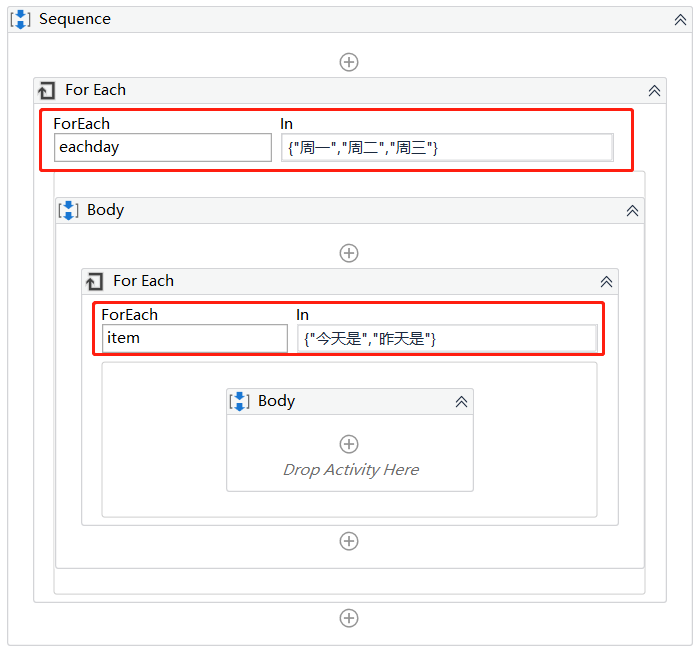 Sequence
For Each
ForEach In
eachday {"周一","周二","周三"}
Body
For Each
ForEach In
item {"今天是","昨天是"}
Body
Drop Activity Here